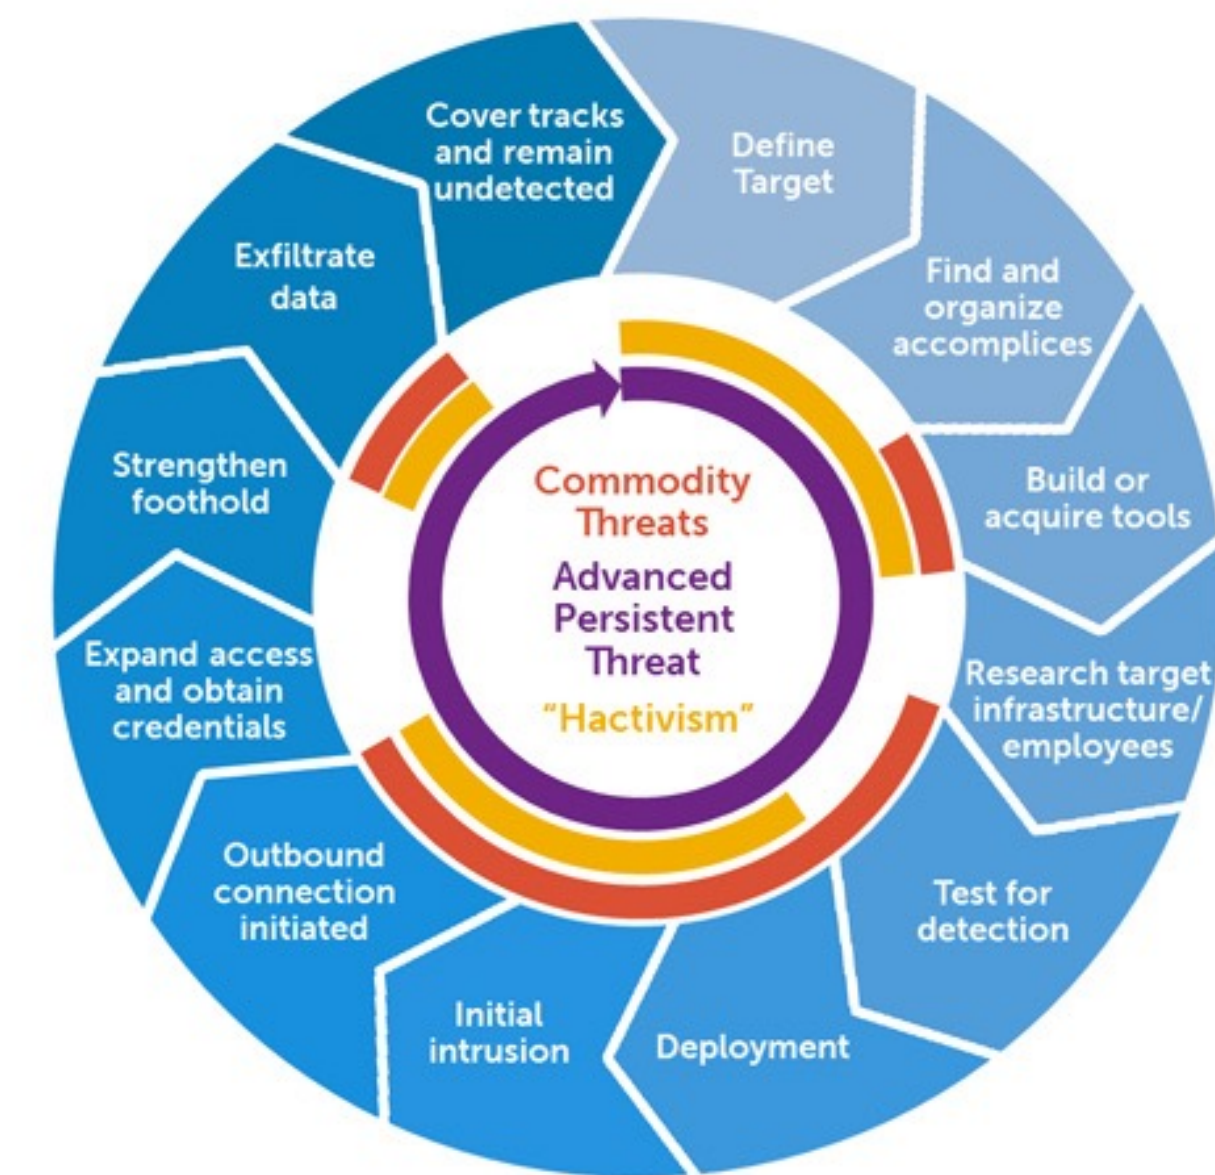 Define
Target
Find and
organize
accomplices
Build or
acquire tools
Research target
infrastructure/
employees
Test for
detection
Deployment
Initial
intrusion
Outbound
connection
initiated
Expand access
and obtain
credentials
Strengthen
foothold
Exfiltrate
data
Cover tracks
and remain
undetected
Commodity
Threats
Advanced
Persistent
Threat
“Hactivism”